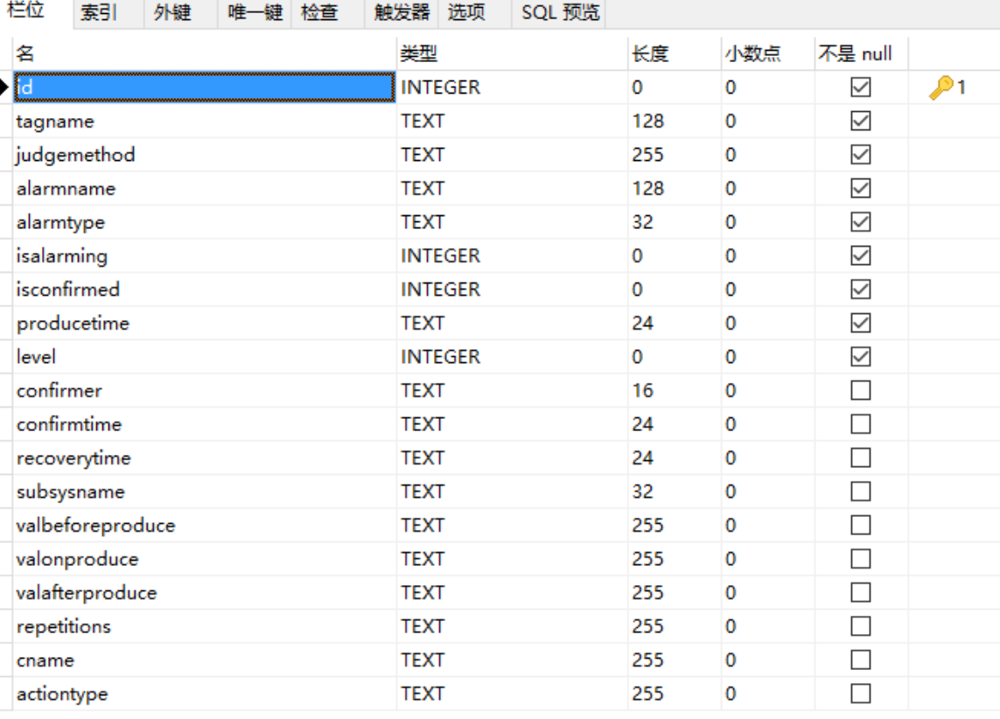 栏位 索引 外键 唯一键 检查 触发器 选项 SQL 预览
名 类型 长度 小数点 不是 null
id INTEGER 0 0 1
tagname TEXT 128 0
judgemethod TEXT 255 0
alarmname TEXT 128 0
alarmtype TEXT 32 0
isalarming INTEGER 0 0
isconfirmed INTEGER 0 0
producetime TEXT 24 0
level INTEGER 0 0
confirmer TEXT 16 0
confirmtime TEXT 24 0
recoverytime TEXT 24 0
subsysname TEXT 32 0
valbeforeproduce TEXT 255 0
valonproduce TEXT 255 0
valafterproduce TEXT 255 0
repetitions TEXT 255 0
cname TEXT 255 0
actiontype TEXT 255 0